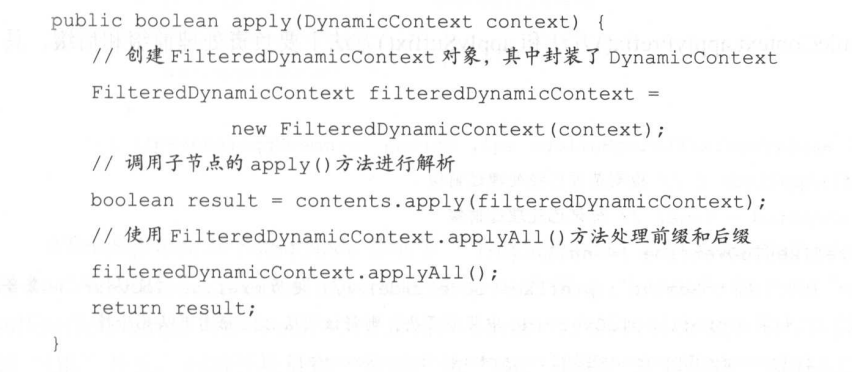 public boolean apply(DynamicContext context) {
// 创建 FilteredDynamicContext 对象，其中封装了 DynamicContext
FilteredDynamicContext filteredDynamicContext =
new FilteredDynamicContext(context);
// 调用子节点的 apply()方法进行解析
boolean result = contents.apply(filteredDynamicContext);
// 使用 FilteredDynamicContext.applyAll()方法处理前缀和后缀
filteredDynamicContext.applyAll();
return result;
}